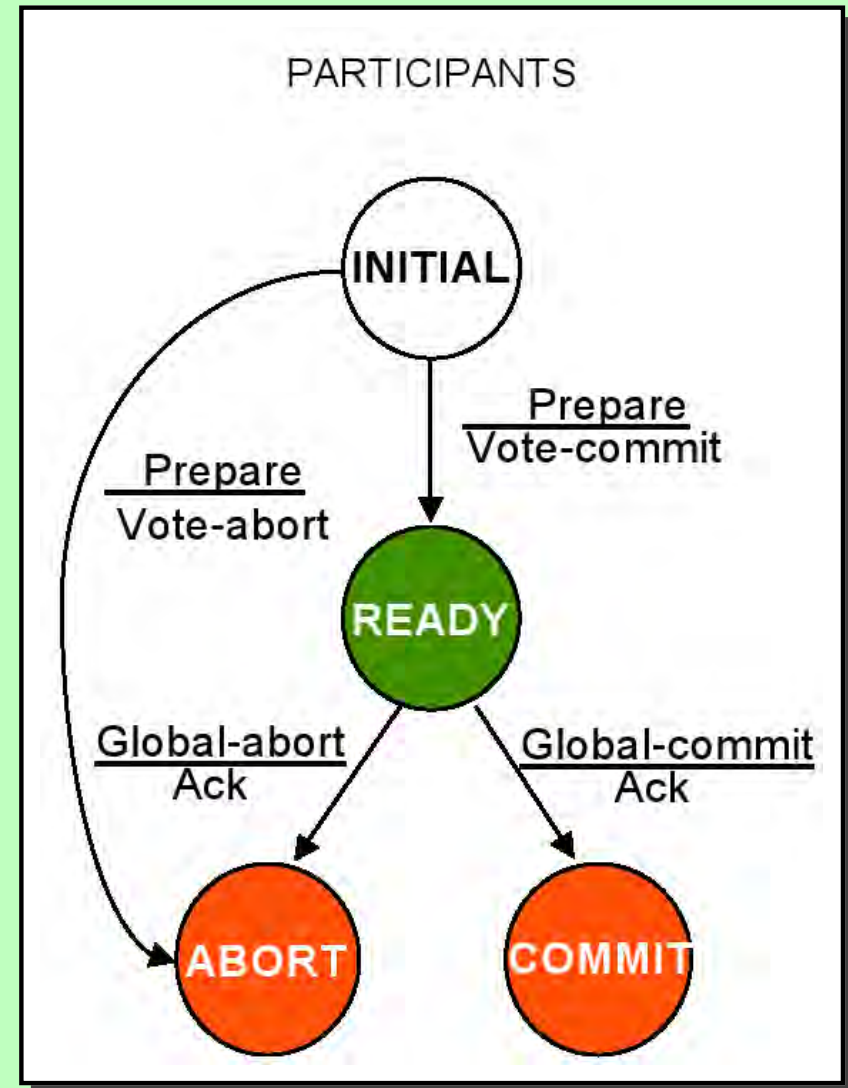 PARTICIPANTS
INITIAL
Prepare
Vote-commit
Prepare
Vote-abort
READY
Global-abort
Ack
Global-commit
Ack
ABORT
COMMIT